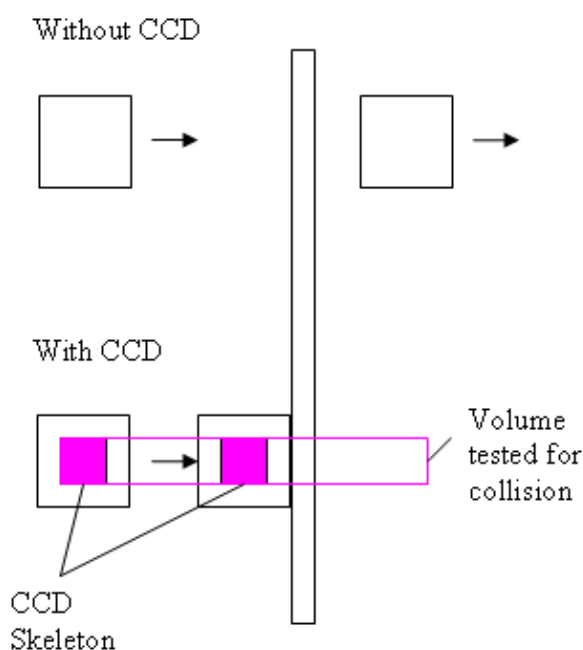 Without CCD
With CCD
Volume
tested for
collision
CCD
Skeleton